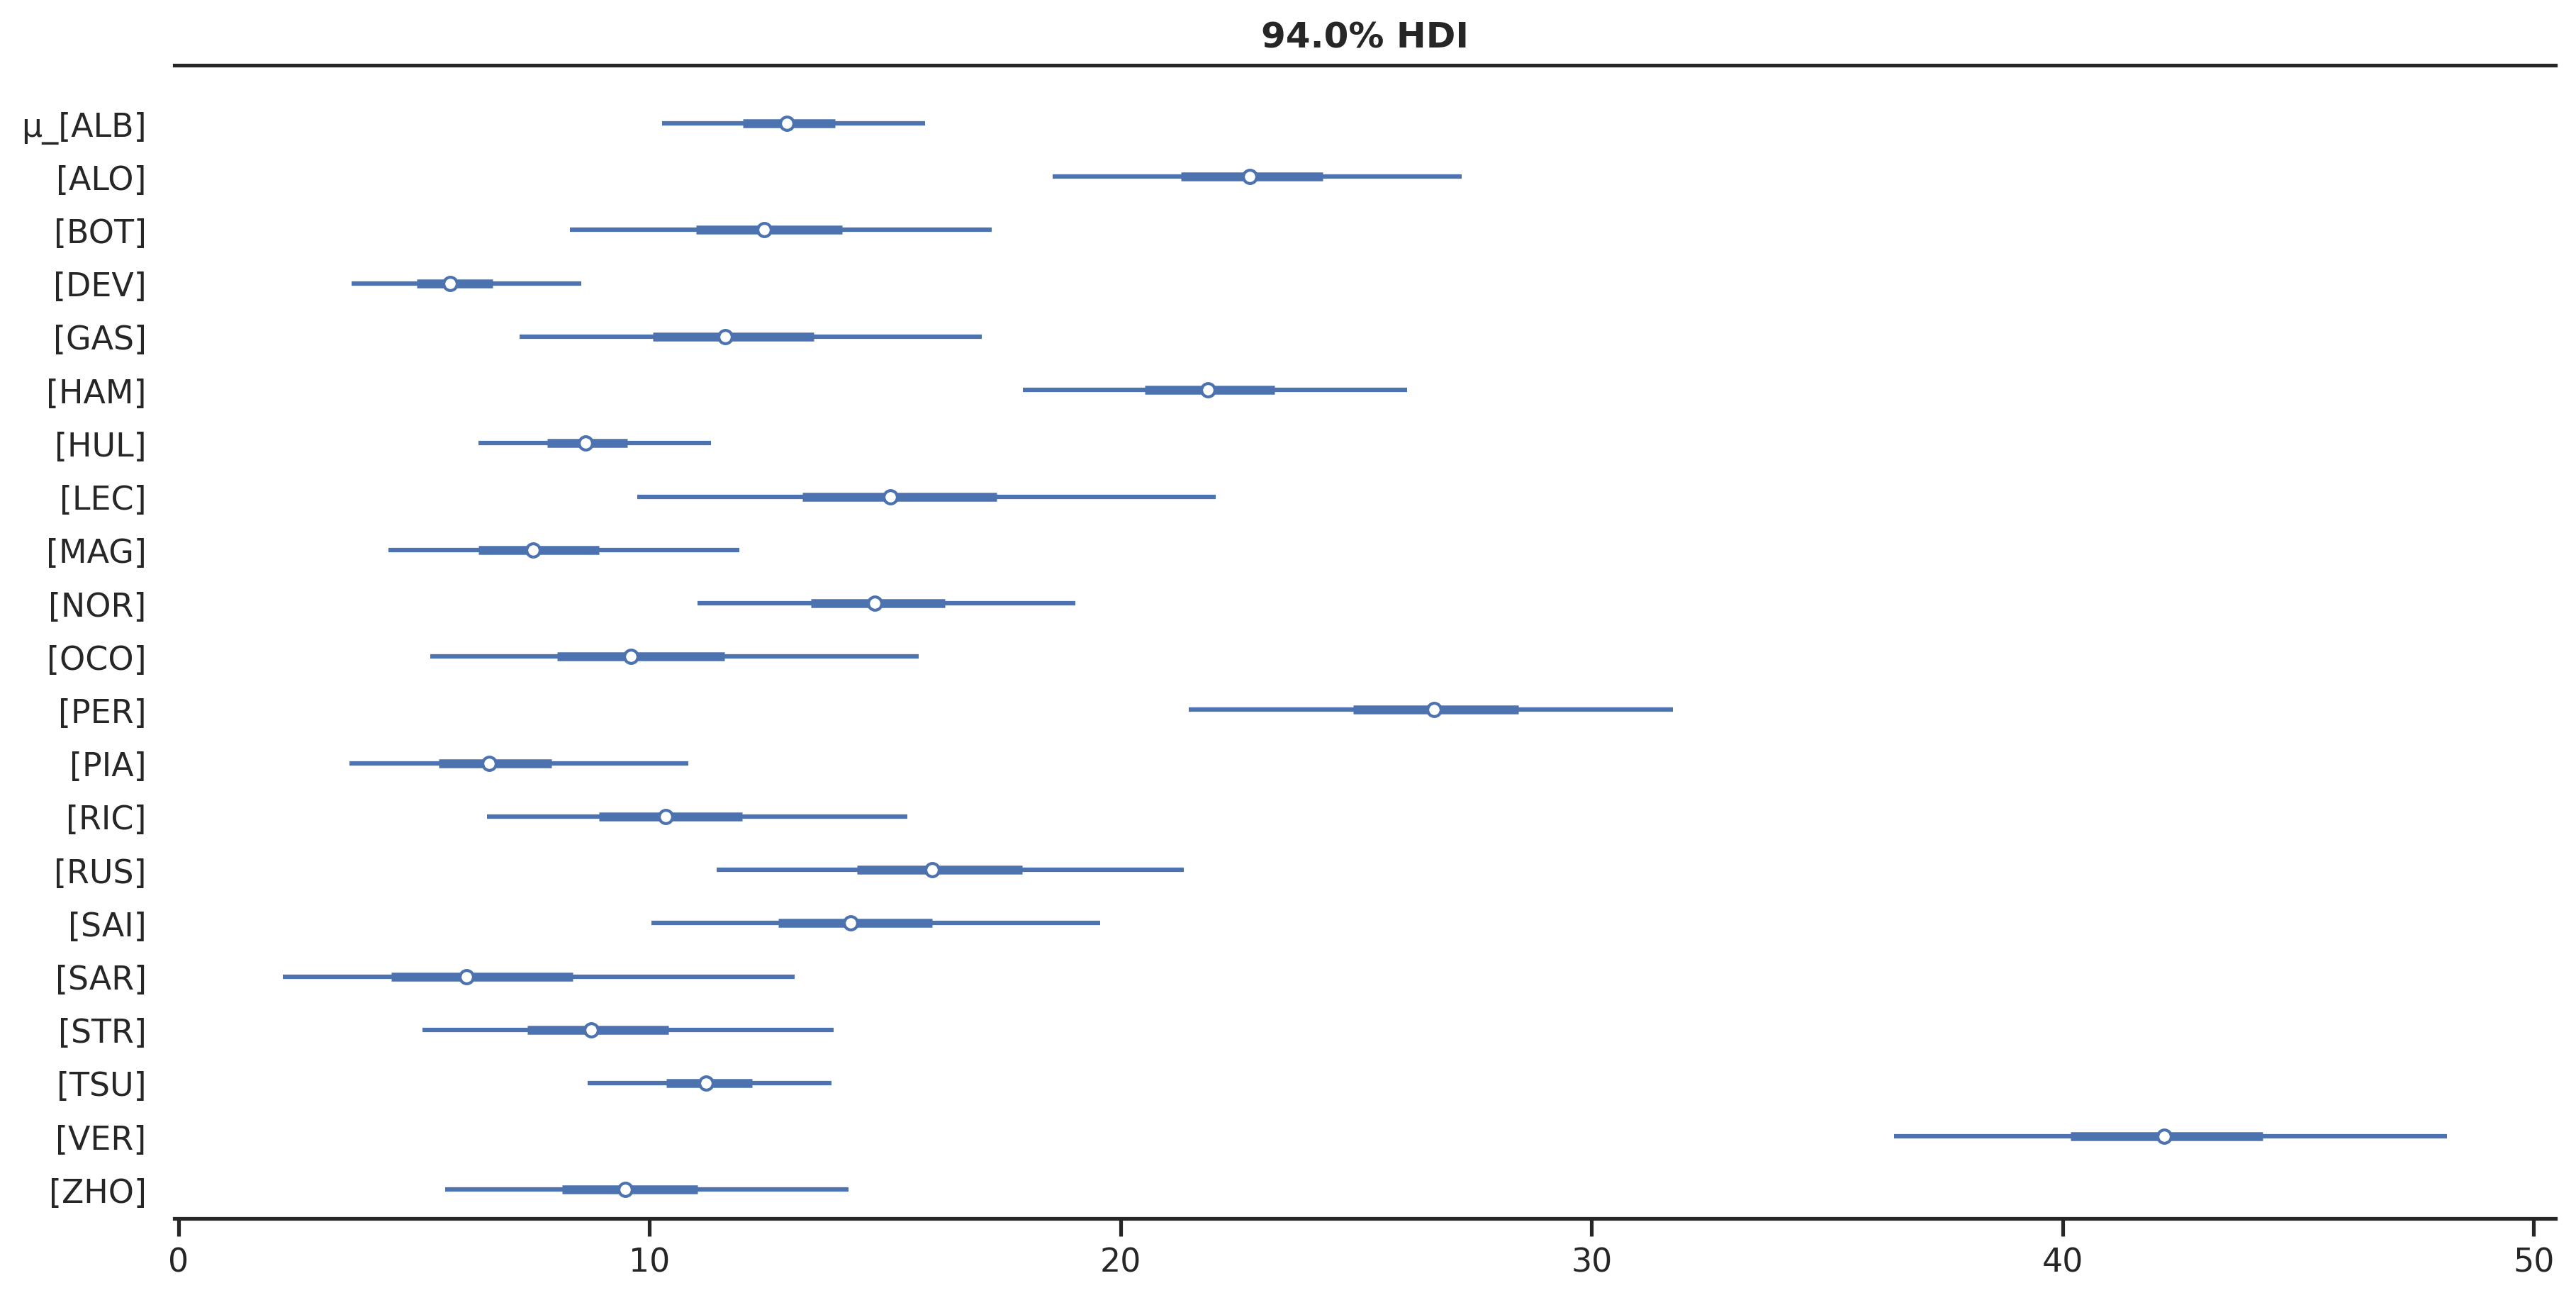 94.0% HDI
μ_[ALB]
[ALO]
[BOT]
[DEV]
[GAS]
[HAM]
[HUL]
[LEC]
[MAG]
[NOR]
[OCO]
[PER]
[PIA]
[RIC]
[RUS]
[SAI]
[SAR]
[STR]
[TSU]
[VER]
[ZHO]
0 10 20 30 40 50